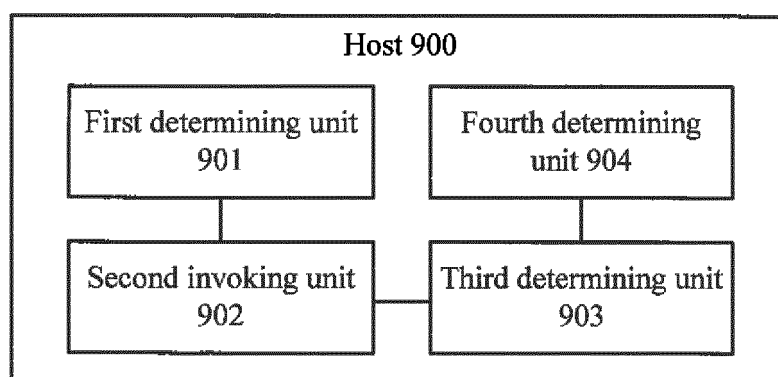 Host 900
First determining unit
901
Fourth determining
unit 904
Second invoking unit
902
Third determining unit
903